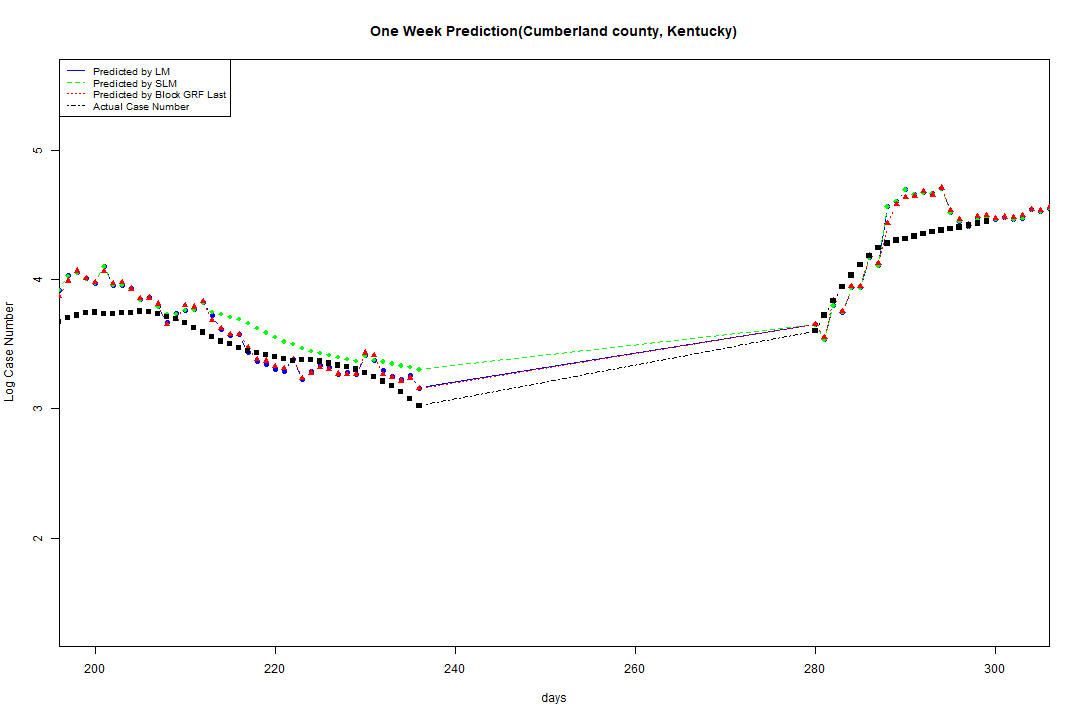 One Week Prediction(Cumberland county, Kentucky)
Predicted by LM
Predicted by SLM
Predicted by Block GRF Last
Actual Case Number
5
4
3
2
Log Case Number
200 220 240 260 280 300
days